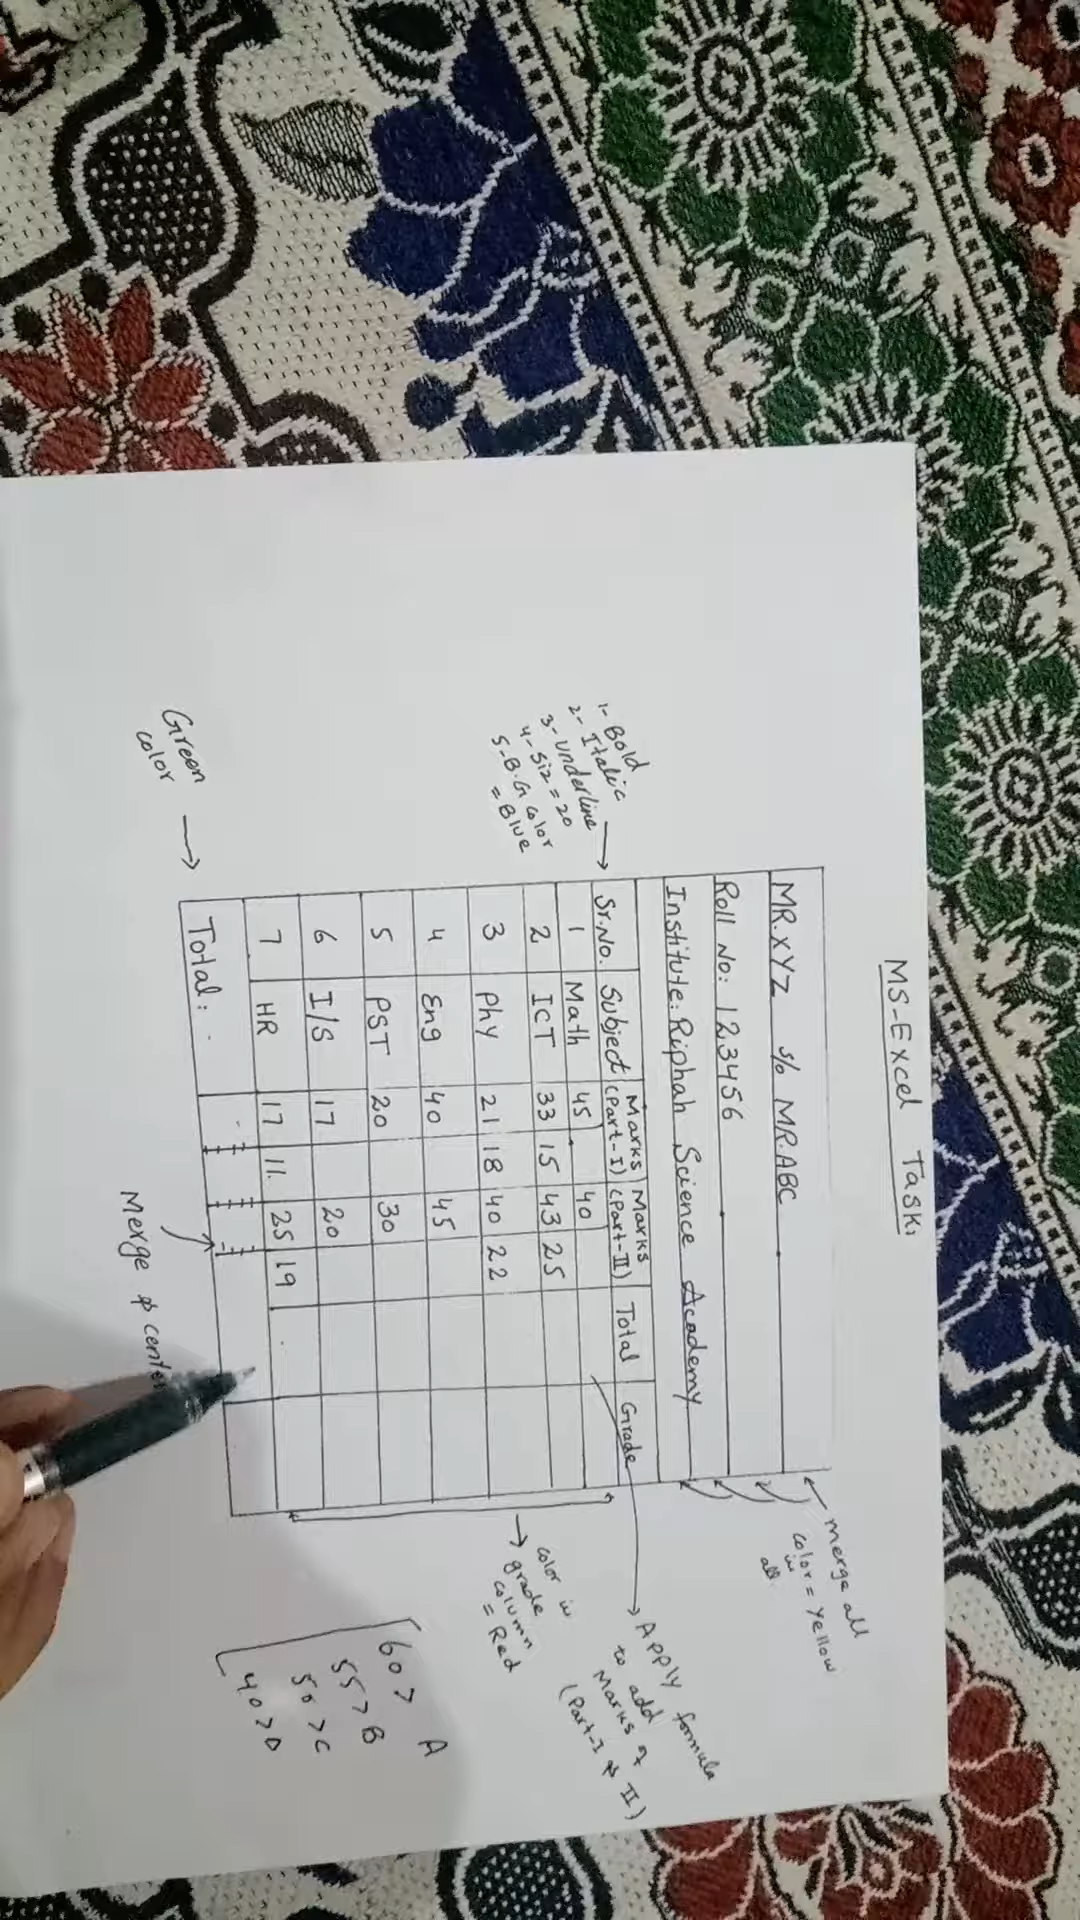 MS-Excel Task:
MR.XYZ S/o MR.ABC
Roll No: 123456
Institute: Riphah Science Academy
Sr.No. Subject Marks (Part-I) Marks (Part-II) Total Grade
1 Math 45 40
2 ICT 33 15 43 25
3 Phy 21 18 40 22
4 Eng 40 45
5 PST 20 30
6 I/S 17 20
7 HR 17 11 25 19
Total:
1- Bold
2- Italic
3- Underline
4- Siz = 20
5- B.G Color
= Blue
Green
color
Merge & cente
Merge all
color = Yellow
in
all.
Apply formula
to add
Marks of
(Part-I & II)
color in
grade
column
= Red
60 > A
55 > B
50 > C
40 > D